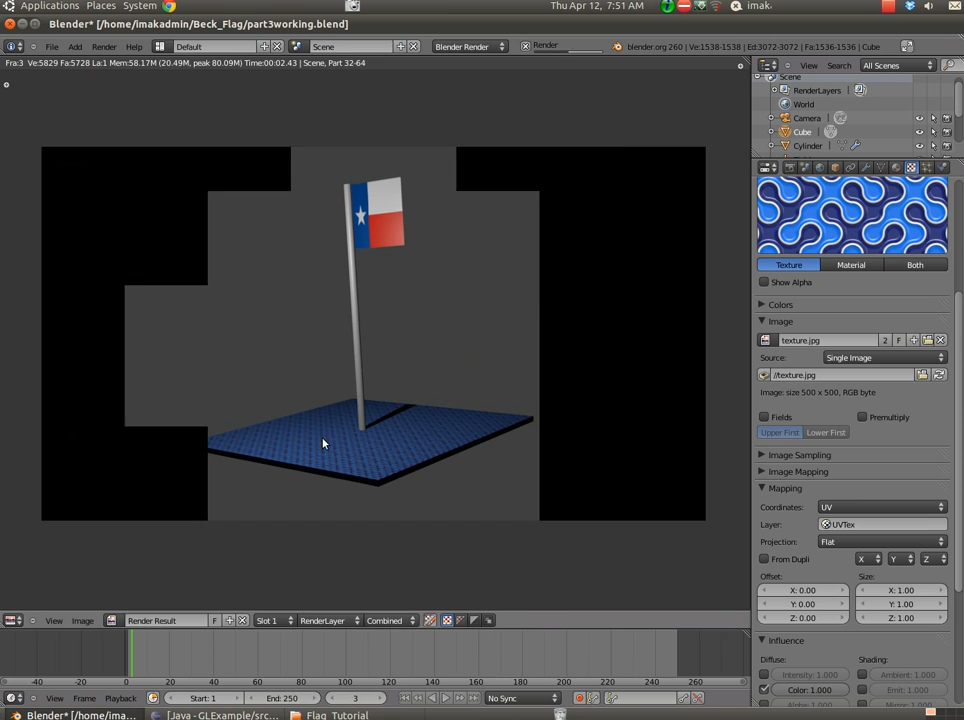 Applications Places System Thu Apr 12, 7:51 AM imak
Blender* [/home/imakadmin/Beck_Flag/part3working.blend]
File Add Render Help Default Scene Blender Render Render blender.org 260 | Ve:1538-1538 | Ed:3072-3072 | Fa:1536-1536 | Cube
Fra:3 Ve:5829 Fa:5728 La:1 Mem:58.17M (20.49M, peak 80.09M) Time:00:02.43 | Scene, Part 32-64
View Search All Scenes
Scene
RenderLayers
World
Camera
Cube
Cylinder
Texture Material Both
Show Alpha
Colors
Image
texture.jpg 2 F
Source: Single Image
//texture.jpg
Image: size 500 x 500, RGB byte
Fields Premultiply
Upper First Lower First
Image Sampling
Image Mapping
Mapping
Coordinates: UV
Layer: UVTex
Projection: Flat
From Dupli X Y Z
Offset: Size:
X: 0.00 X: 1.00
Y: 0.00 Y: 1.00
Z: 0.00 Z: 1.00
Influence
Diffuse: Shading:
Intensity: 1.000 Ambient: 1.000
Color: 1.000 Emit: 1.000
View Image Render Result F Slot 1 RenderLayer Combined
-40 -20 0 20 40 60 80 100 120 140 160 180 200 220 240 260
View Frame Playback Start: 1 End: 250 3 No Sync
Blender* [/home/ima... [Java - GLExample/src... Flag_Tutorial